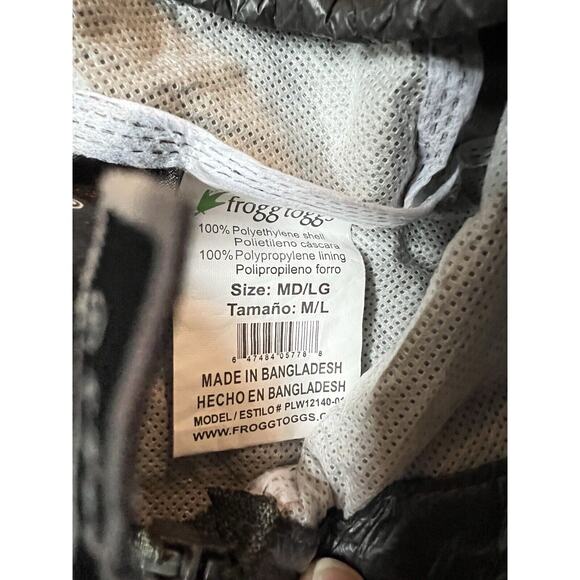 frogg toggs
100% Polyethylene shell
Polietileno cáscara
100% Polypropylene lining
Polipropileno forro
Size: MD/LG
Tamaño: M/L
6 47484 05778 8
MADE IN BANGLADESH
HECHO EN BANGLADESH
MODEL / ESTILO # PLW12140-01
WWW.FROGGTOGGS.C